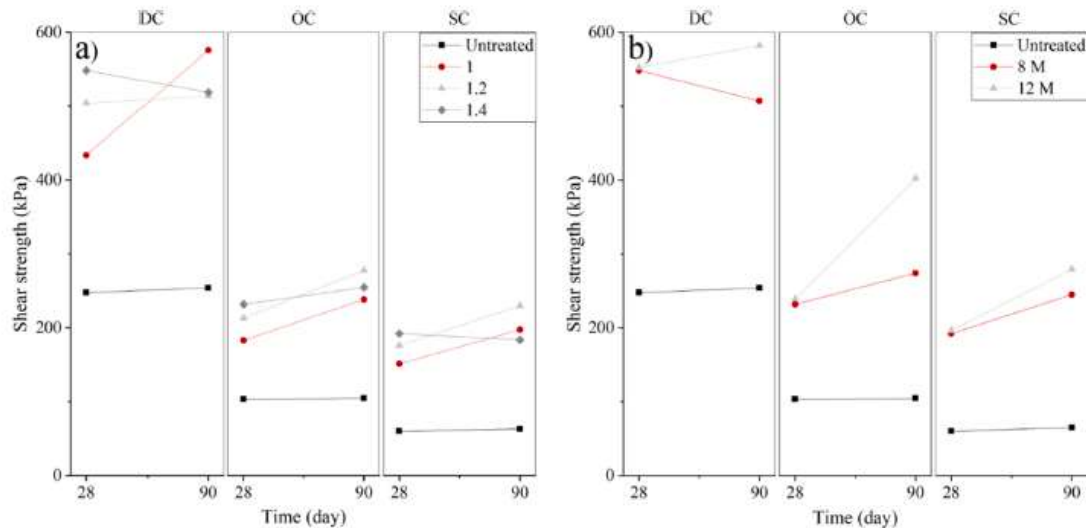 DC OC SC
a)
Untreated
1
1.2
1.4
600
400
200
0
Shear strength (kPa)
28 90 28 90 28 90
Time (day)
DC OC SC
b)
Untreated
8 M
12 M
600
400
200
0
Shear strength (kPa)
28 90 28 90 28 90
Time (day)